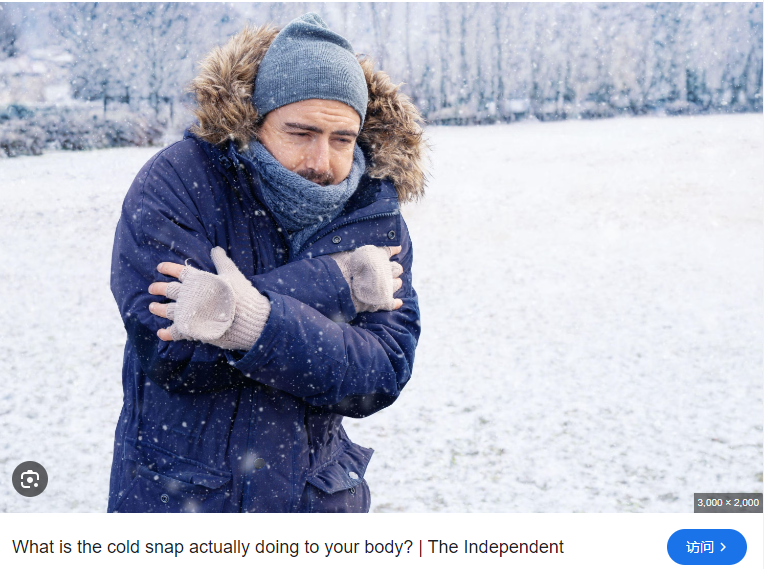 3,000 × 2,000
What is the cold snap actually doing to your body? | The Independent
访问